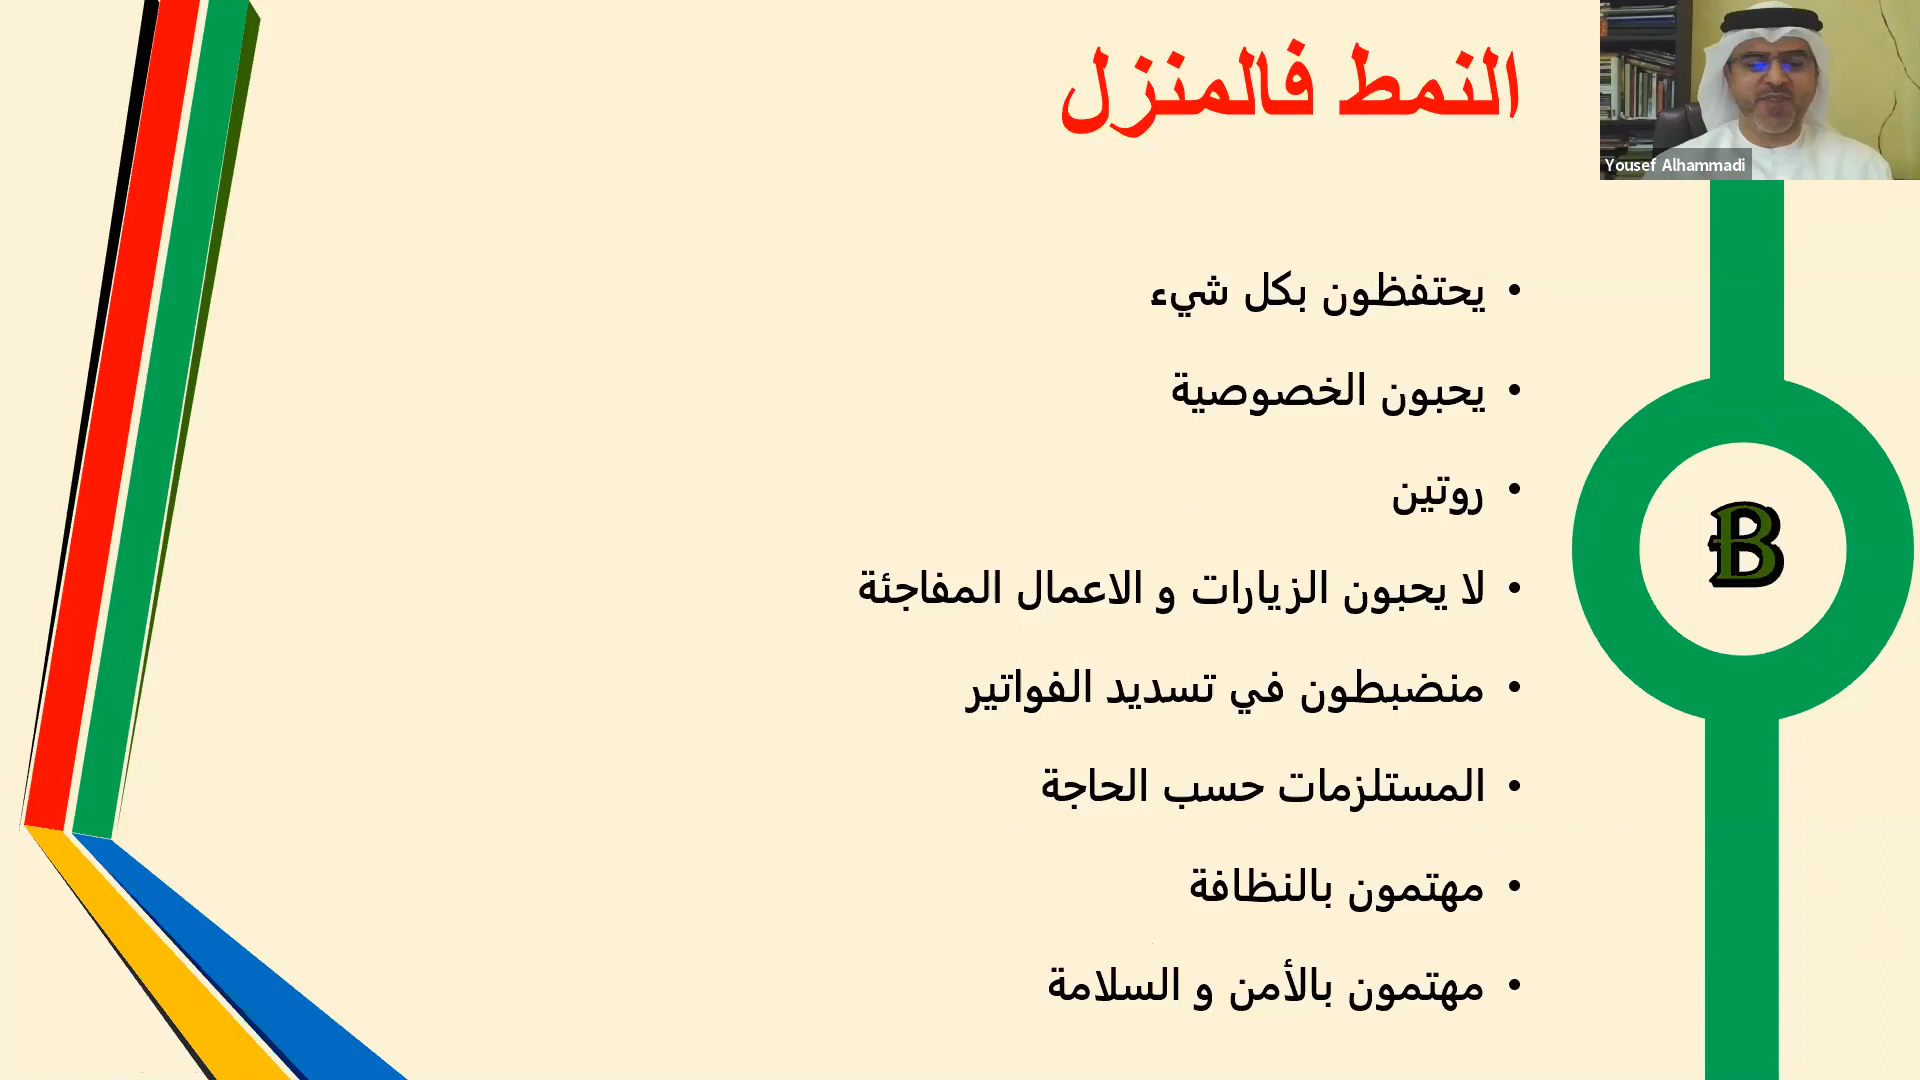 النمط فالمنزل
Yousef Alhammadi
• يحتفظون بكل شيء
• يحبون الخصوصية
• روتين
• لا يحبون الزيارات و الاعمال المفاجئة
• منضبطون في تسديد الفواتير
• المستلزمات حسب الحاجة
• مهتمون بالنظافة
• مهتمون بالأمن و السلامة
B